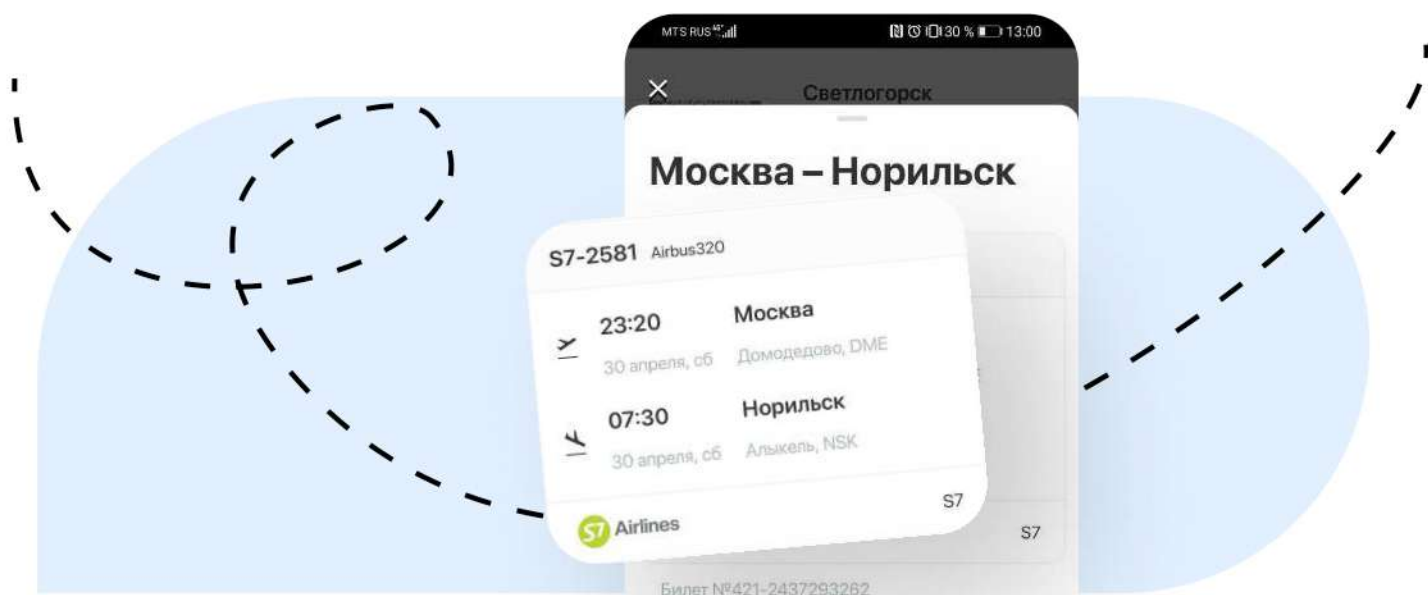 MTS RUS 30 % 13:00
Светлогорск
Москва – Норильск
S7-2581 Airbus320
23:20 Москва
30 апреля, сб Домодедово, DME
07:30 Норильск
30 апреля, сб Алыкель, NSK
S7 Airlines S7
S7
Билет №421-2437293262